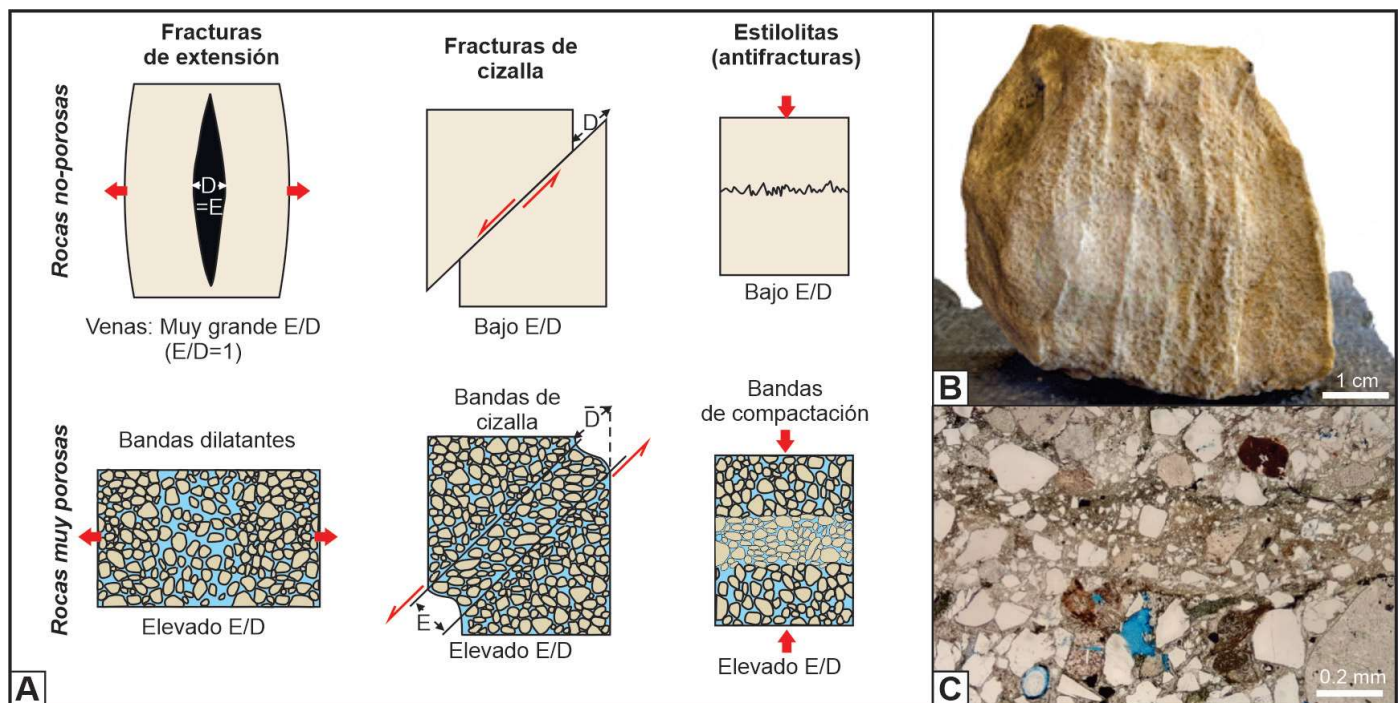 Fracturas
de extensión
Fracturas de
cizalla
Estilolitas
(antifracturas)
Rocas no-porosas
D
=E
D
Venas: Muy grande E/D
(E/D=1)
Bajo E/D
Bajo E/D
Rocas muy porosas
Bandas dilatantes
Bandas de
cizalla
Bandas
de compactación
D
E
Elevado E/D
Elevado E/D
Elevado E/D
A
1 cm
B
0.2 mm
C